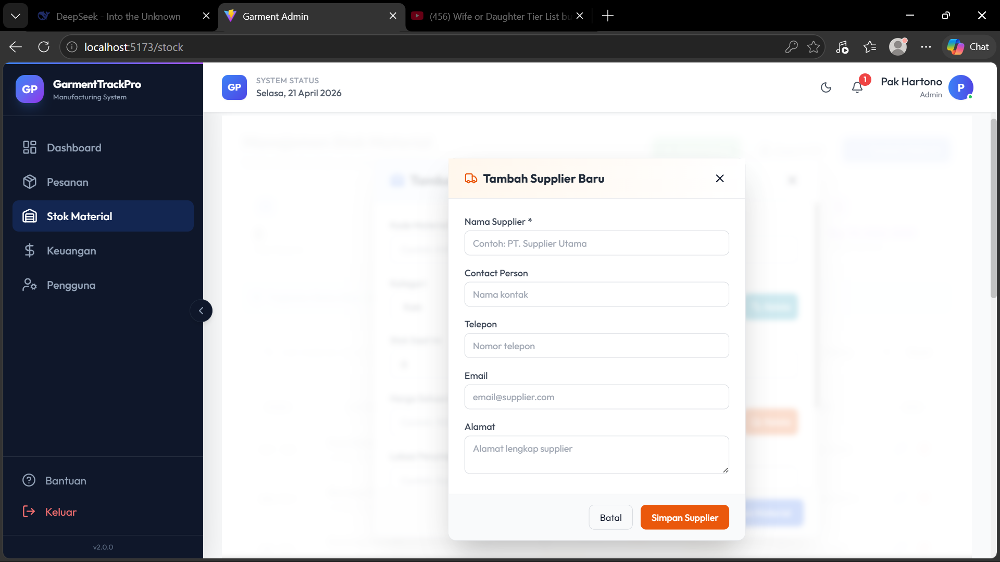 DeepSeek - Into the Unknown
Garment Admin
(456) Wife or Daughter Tier List bu
localhost:5173/stock
Chat
GP
GarmentTrackPro
Manufacturing System
GP
SYSTEM STATUS
Selasa, 21 April 2026
1
Pak Hartono
Admin
P
Dashboard
Pesanan
Stok Material
Keuangan
Pengguna
Bantuan
Keluar
v2.0.0
Tambah Supplier Baru
Nama Supplier *
Contoh: PT. Supplier Utama
Contact Person
Nama kontak
Telepon
Nomor telepon
Email
email@supplier.com
Alamat
Alamat lengkap supplier
Batal
Simpan Supplier